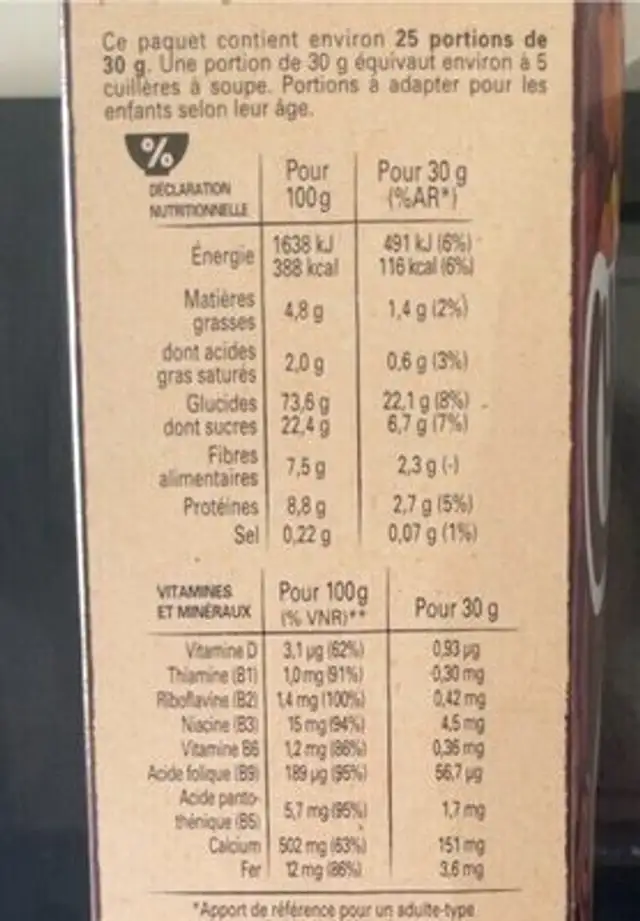 Ce paquet contient environ 25 portions de
30 g. Une portion de 30 g équivaut environ à 5
cuillères à soupe. Portions à adapter pour les
enfants selon leur âge.
%
DÉCLARATION
NUTRITIONNELLE
Pour
100g
Pour 30 g
(%AR*)
Énergie 1638 kJ 491 kJ (6%)
388 kcal 116 kcal (6%)
Matières
grasses 4,8 g 1,4 g (2%)
dont acides
gras saturés 2,0 g 0,6 g (3%)
Glucides 73,6 g 22,1 g (8%)
dont sucres 22,4 g 6,7 g (7%)
Fibres
alimentaires 7,5 g 2,3 g (-)
Protéines 8,8 g 2,7 g (5%)
Sel 0,22 g 0,07 g (1%)
VITAMINES
ET MINÉRAUX
Pour 100g
(% VNR)**
Pour 30 g
Vitamine D 3,1 µg (62%) 0,93 µg
Thiamine (B1) 1,0 mg (91%) 0,30 mg
Riboflavine (B2) 1,4 mg (100%) 0,42 mg
Niacine (B3) 15 mg (94%) 4,5 mg
Vitamine B6 1,2 mg (86%) 0,36 mg
Acide folique (B9) 189 µg (95%) 56,7 µg
Acide panto-
thénique (B5) 5,7 mg (95%) 1,7 mg
Calcium 502 mg (63%) 151 mg
Fer 12 mg (86%) 3,6 mg
*Apport de référence pour un adulte-type